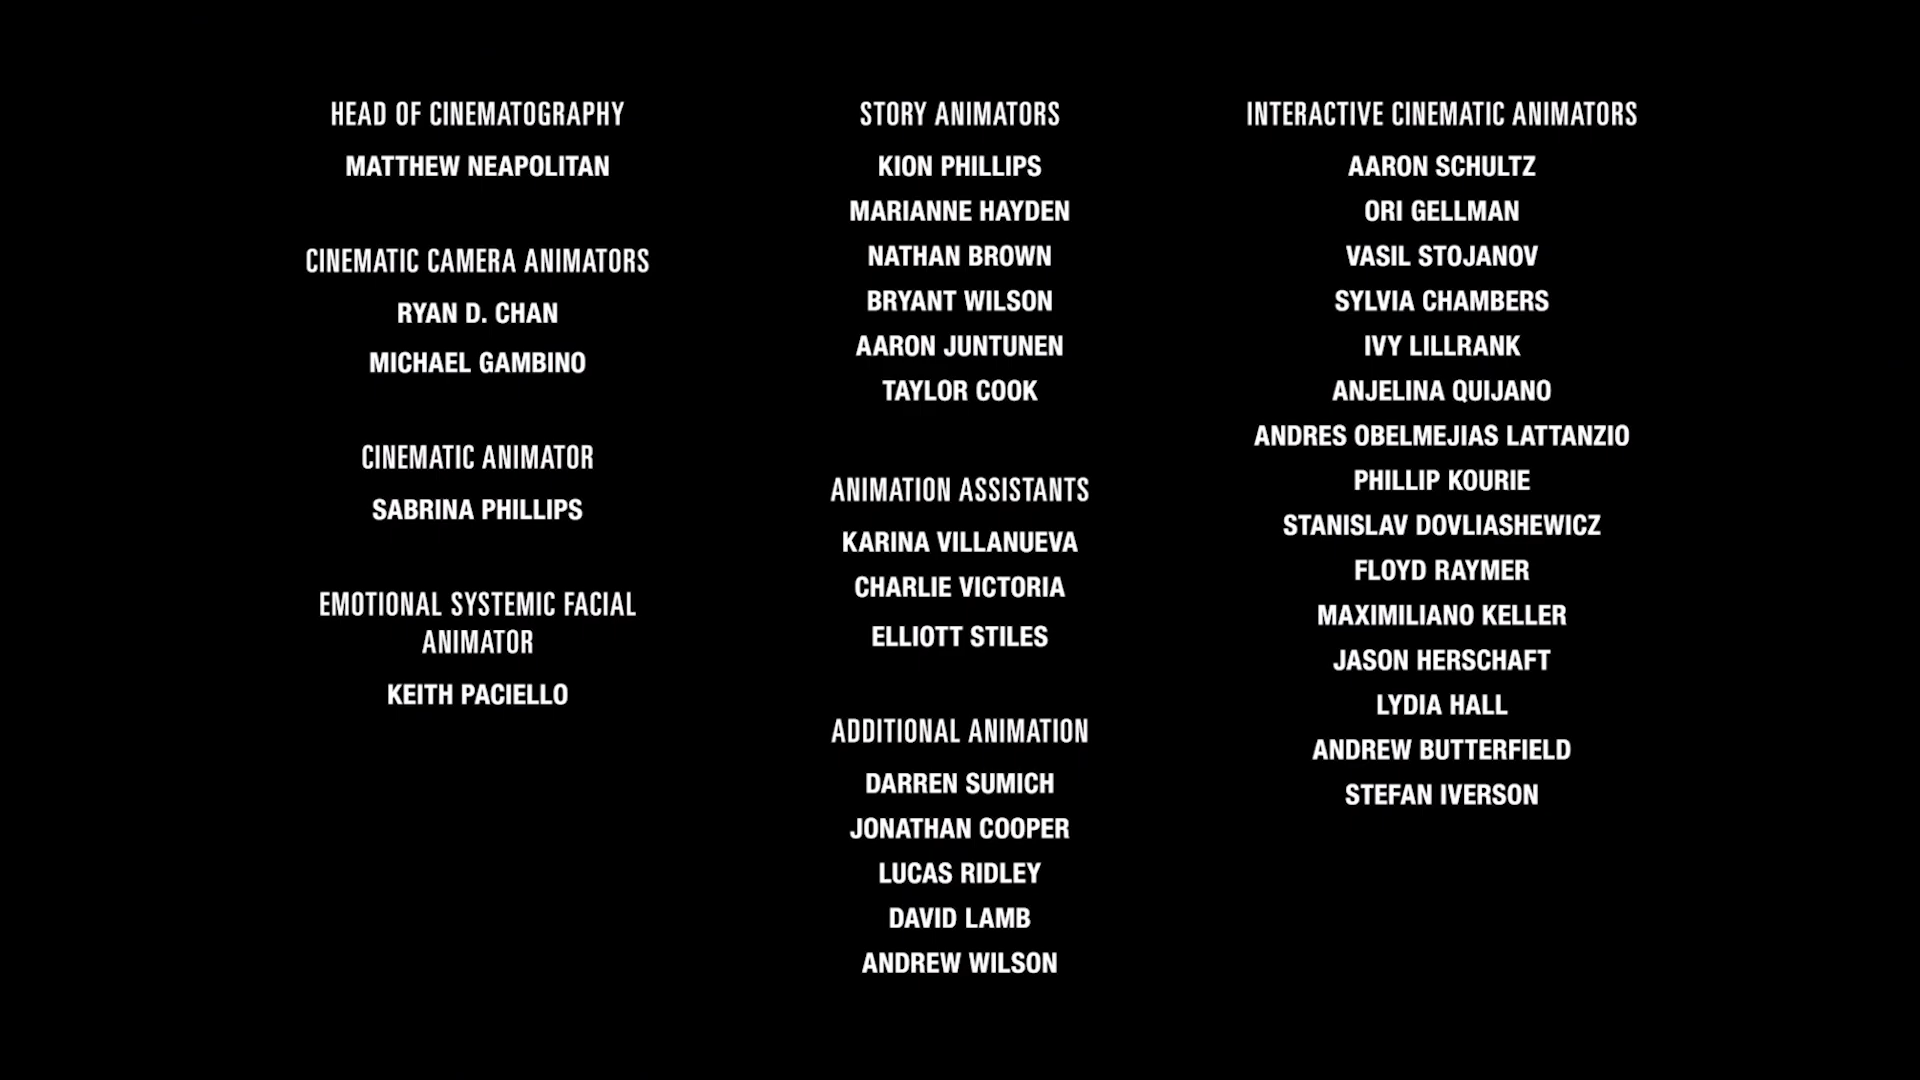 HEAD OF CINEMATOGRAPHY
MATTHEW NEAPOLITAN
CINEMATIC CAMERA ANIMATORS
RYAN D. CHAN
MICHAEL GAMBINO
CINEMATIC ANIMATOR
SABRINA PHILLIPS
EMOTIONAL SYSTEMIC FACIAL
ANIMATOR
KEITH PACIELLO
STORY ANIMATORS
KION PHILLIPS
MARIANNE HAYDEN
NATHAN BROWN
BRYANT WILSON
AARON JUNTUNEN
TAYLOR COOK
ANIMATION ASSISTANTS
KARINA VILLANUEVA
CHARLIE VICTORIA
ELLIOTT STILES
ADDITIONAL ANIMATION
DARREN SUMICH
JONATHAN COOPER
LUCAS RIDLEY
DAVID LAMB
ANDREW WILSON
INTERACTIVE CINEMATIC ANIMATORS
AARON SCHULTZ
ORI GELLMAN
VASIL STOJANOV
SYLVIA CHAMBERS
IVY LILLRANK
ANJELINA QUIJANO
ANDRES OBELMEJIAS LATTANZIO
PHILLIP KOURIE
STANISLAV DOVLIASHEWICZ
FLOYD RAYMER
MAXIMILIANO KELLER
JASON HERSCHAFT
LYDIA HALL
ANDREW BUTTERFIELD
STEFAN IVERSON